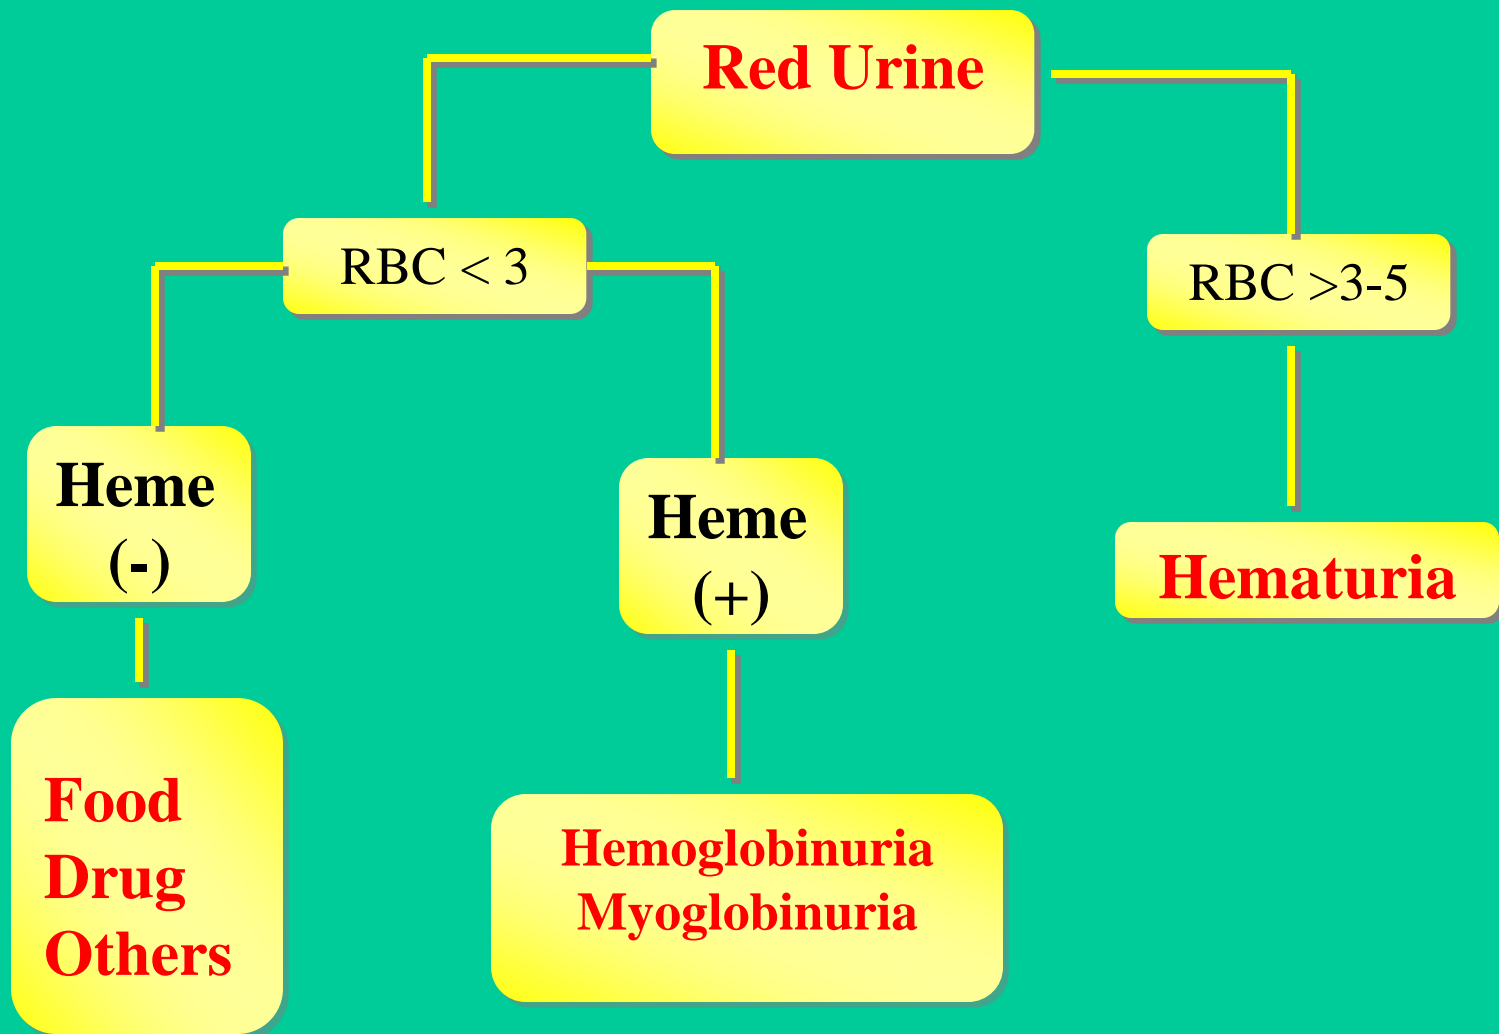 Red Urine
RBC < 3
RBC >3-5
Heme
(-)
Heme
(+)
Hematuria
Food
Drug
Others
Hemoglobinuria
Myoglobinuria